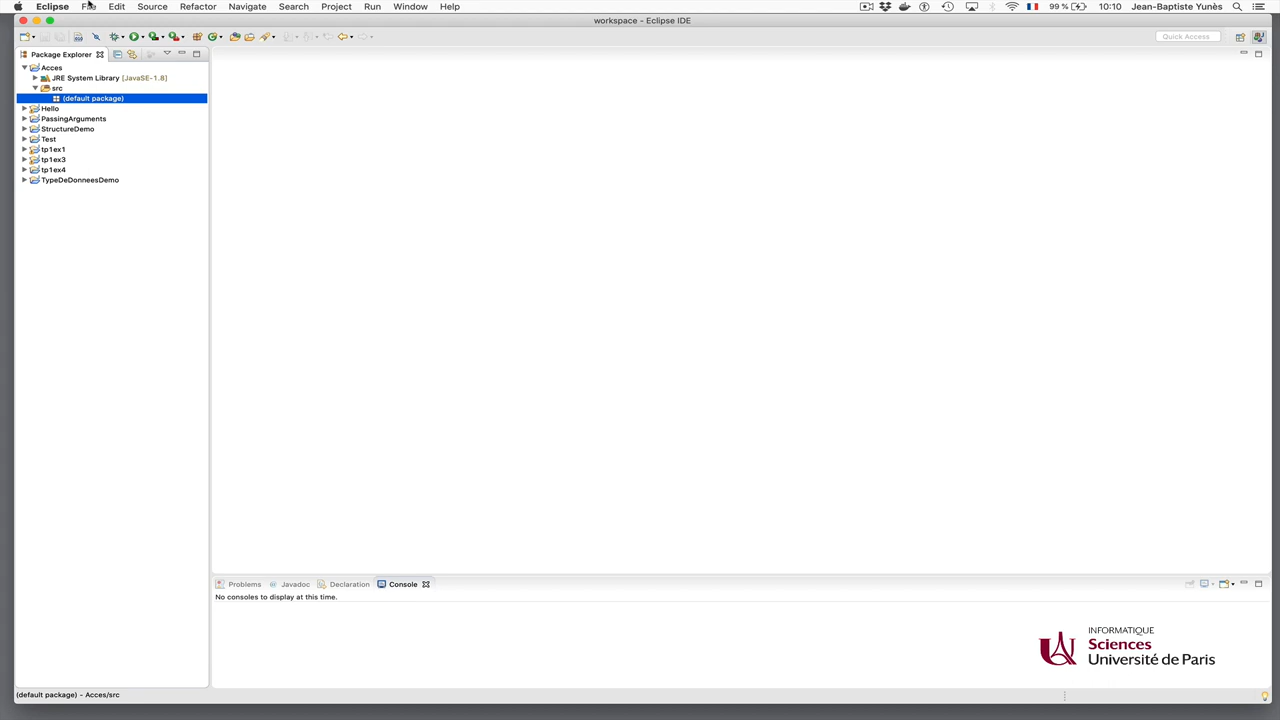 Eclipse File Edit Source Refactor Navigate Search Project Run Window Help 99 % 10:10 Jean-Baptiste Yunès
workspace - Eclipse IDE
Quick Access
Package Explorer
Acces
JRE System Library [JavaSE-1.8]
src
(default package)
Hello
PassingArguments
StructureDemo
Test
tp1ex1
tp1ex3
tp1ex4
TypeDeDonneesDemo
Problems Javadoc Declaration Console
No consoles to display at this time.
INFORMATIQUE
Sciences
Université de Paris
(default package) - Acces/src